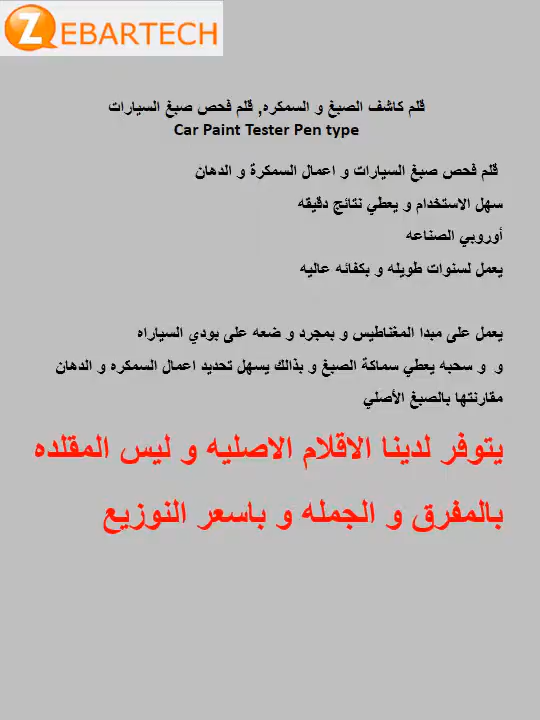 ZEBARTECH
قلم كاشف الصبغ و السمكره, قلم فحص صبغ السيارات
Car Paint Tester Pen type
قلم فحص صبغ السيارات و اعمال السمكرة و الدهان
سهل الاستخدام و يعطي نتائج دقيقه
أوروبي الصناعه
يعمل لسنوات طويله و بكفائه عاليه
يعمل على مبدا المغناطيس و بمجرد و ضعه على بودي السياراه
و و سحبه يعطي سماكة الصبغ و بذالك يسهل تحديد اعمال السمكره و الدهان
مقارنتها بالصبغ الأصلي
يتوفر لدينا الاقلام الاصليه و ليس المقلده
بالمفرق و الجمله و باسعر النوزيع